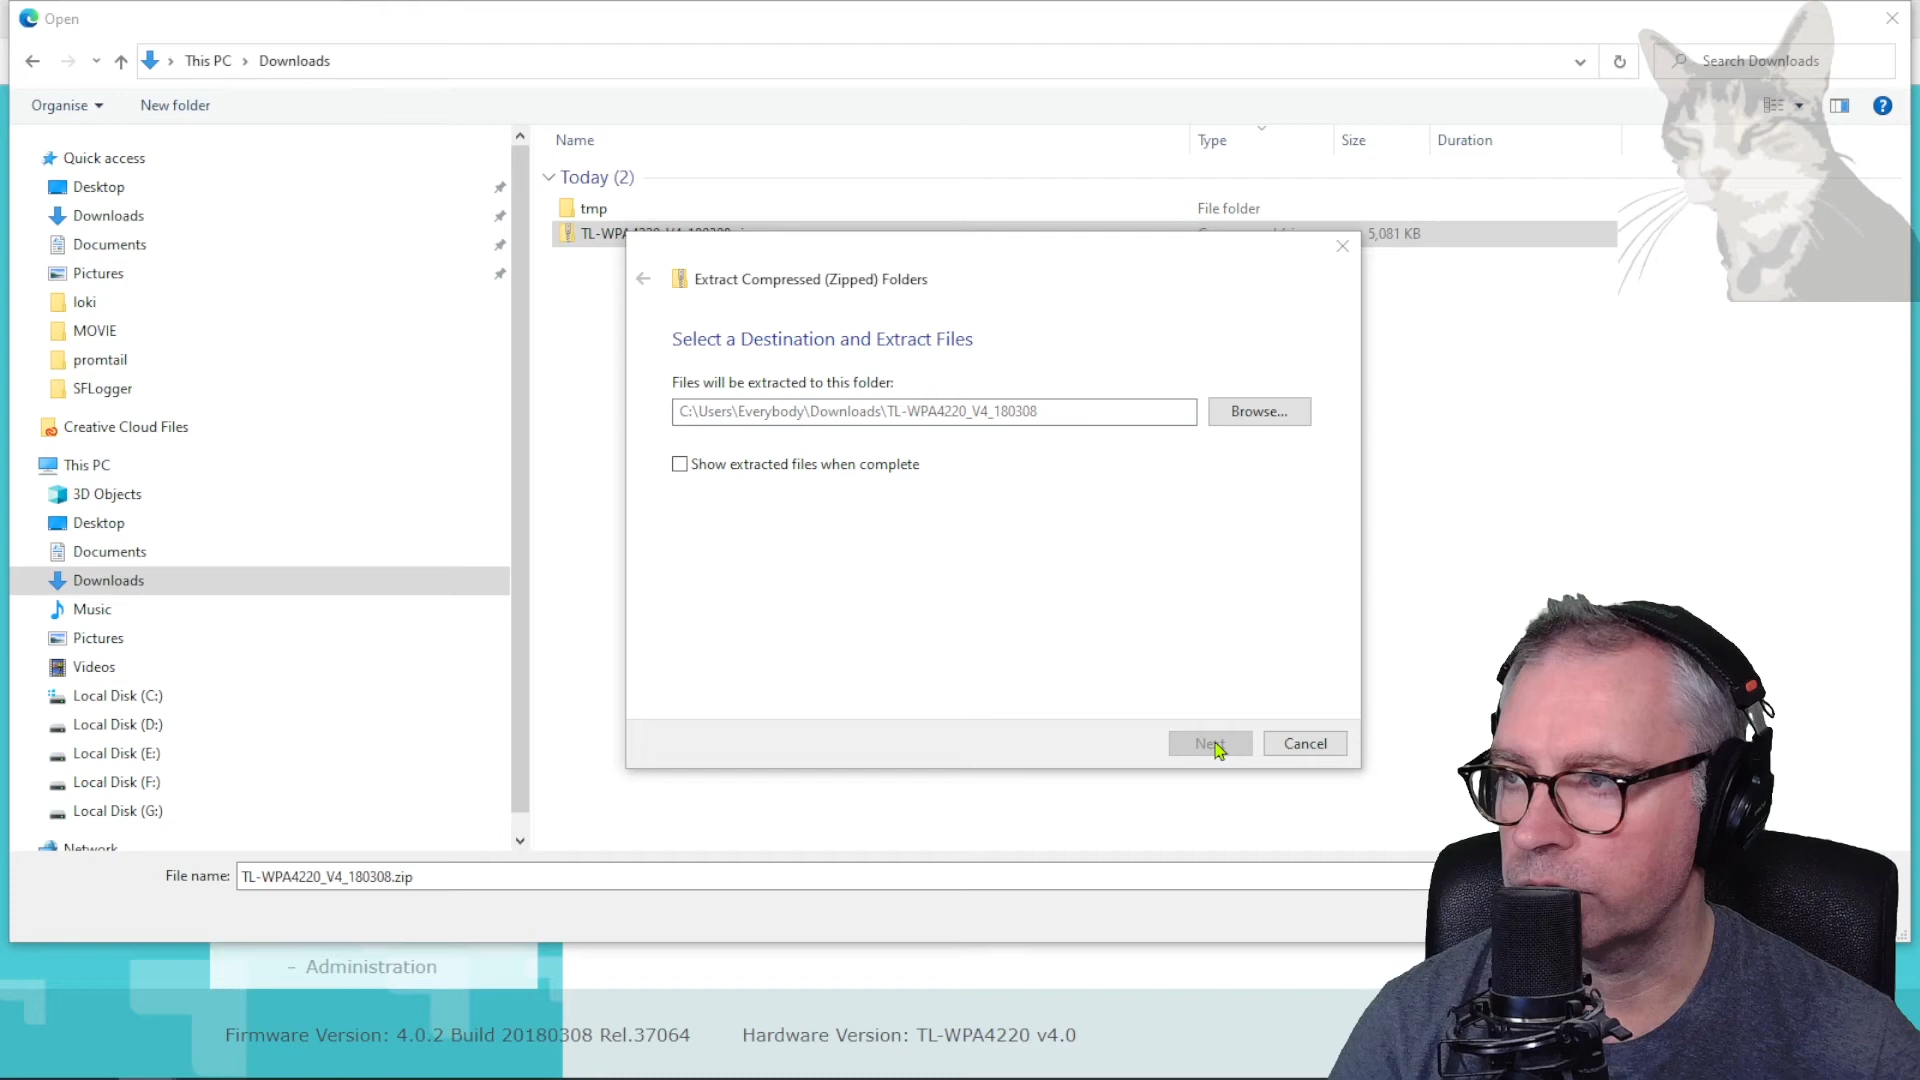 Open
This PC > Downloads
Search Downloads
Organise
New folder
Name Type Size Duration
Quick access
Desktop
Downloads
Documents
Pictures
loki
MOVIE
promtail
SFLogger
Creative Cloud Files
This PC
3D Objects
Desktop
Documents
Downloads
Music
Pictures
Videos
Local Disk (C:)
Local Disk (D:)
Local Disk (E:)
Local Disk (F:)
Local Disk (G:)
Network
Today (2)
tmp File folder
5,081 KB
Extract Compressed (Zipped) Folders
Select a Destination and Extract Files
Files will be extracted to this folder:
C:\Users\Everybody\Downloads\TL-WPA4220_V4_180308
Browse...
Show extracted files when complete
Next
Cancel
File name: TL-WPA4220_V4_180308.zip
- Administration
Firmware Version: 4.0.2 Build 20180308 Rel.37064 Hardware Version: TL-WPA4220 v4.0